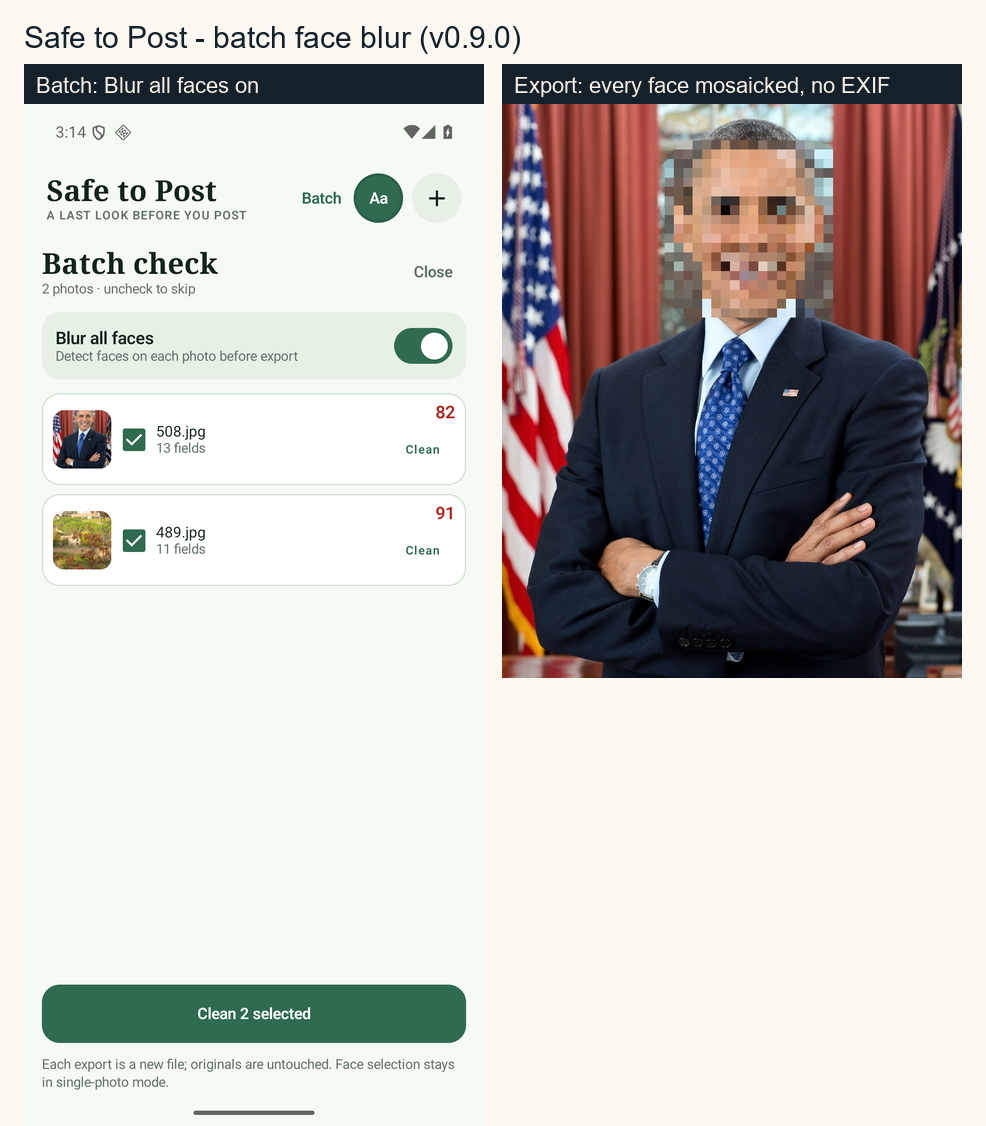 Safe to Post - batch face blur (v0.9.0)
Batch: Blur all faces on
3:14
Safe to Post
A LAST LOOK BEFORE YOU POST
Batch
Aa
+
Batch check
2 photos · uncheck to skip
Close
Blur all faces
Detect faces on each photo before export
508.jpg
13 fields
82
Clean
489.jpg
11 fields
91
Clean
Clean 2 selected
Each export is a new file; originals are untouched. Face selection stays
in single-photo mode.
Export: every face mosaicked, no EXIF